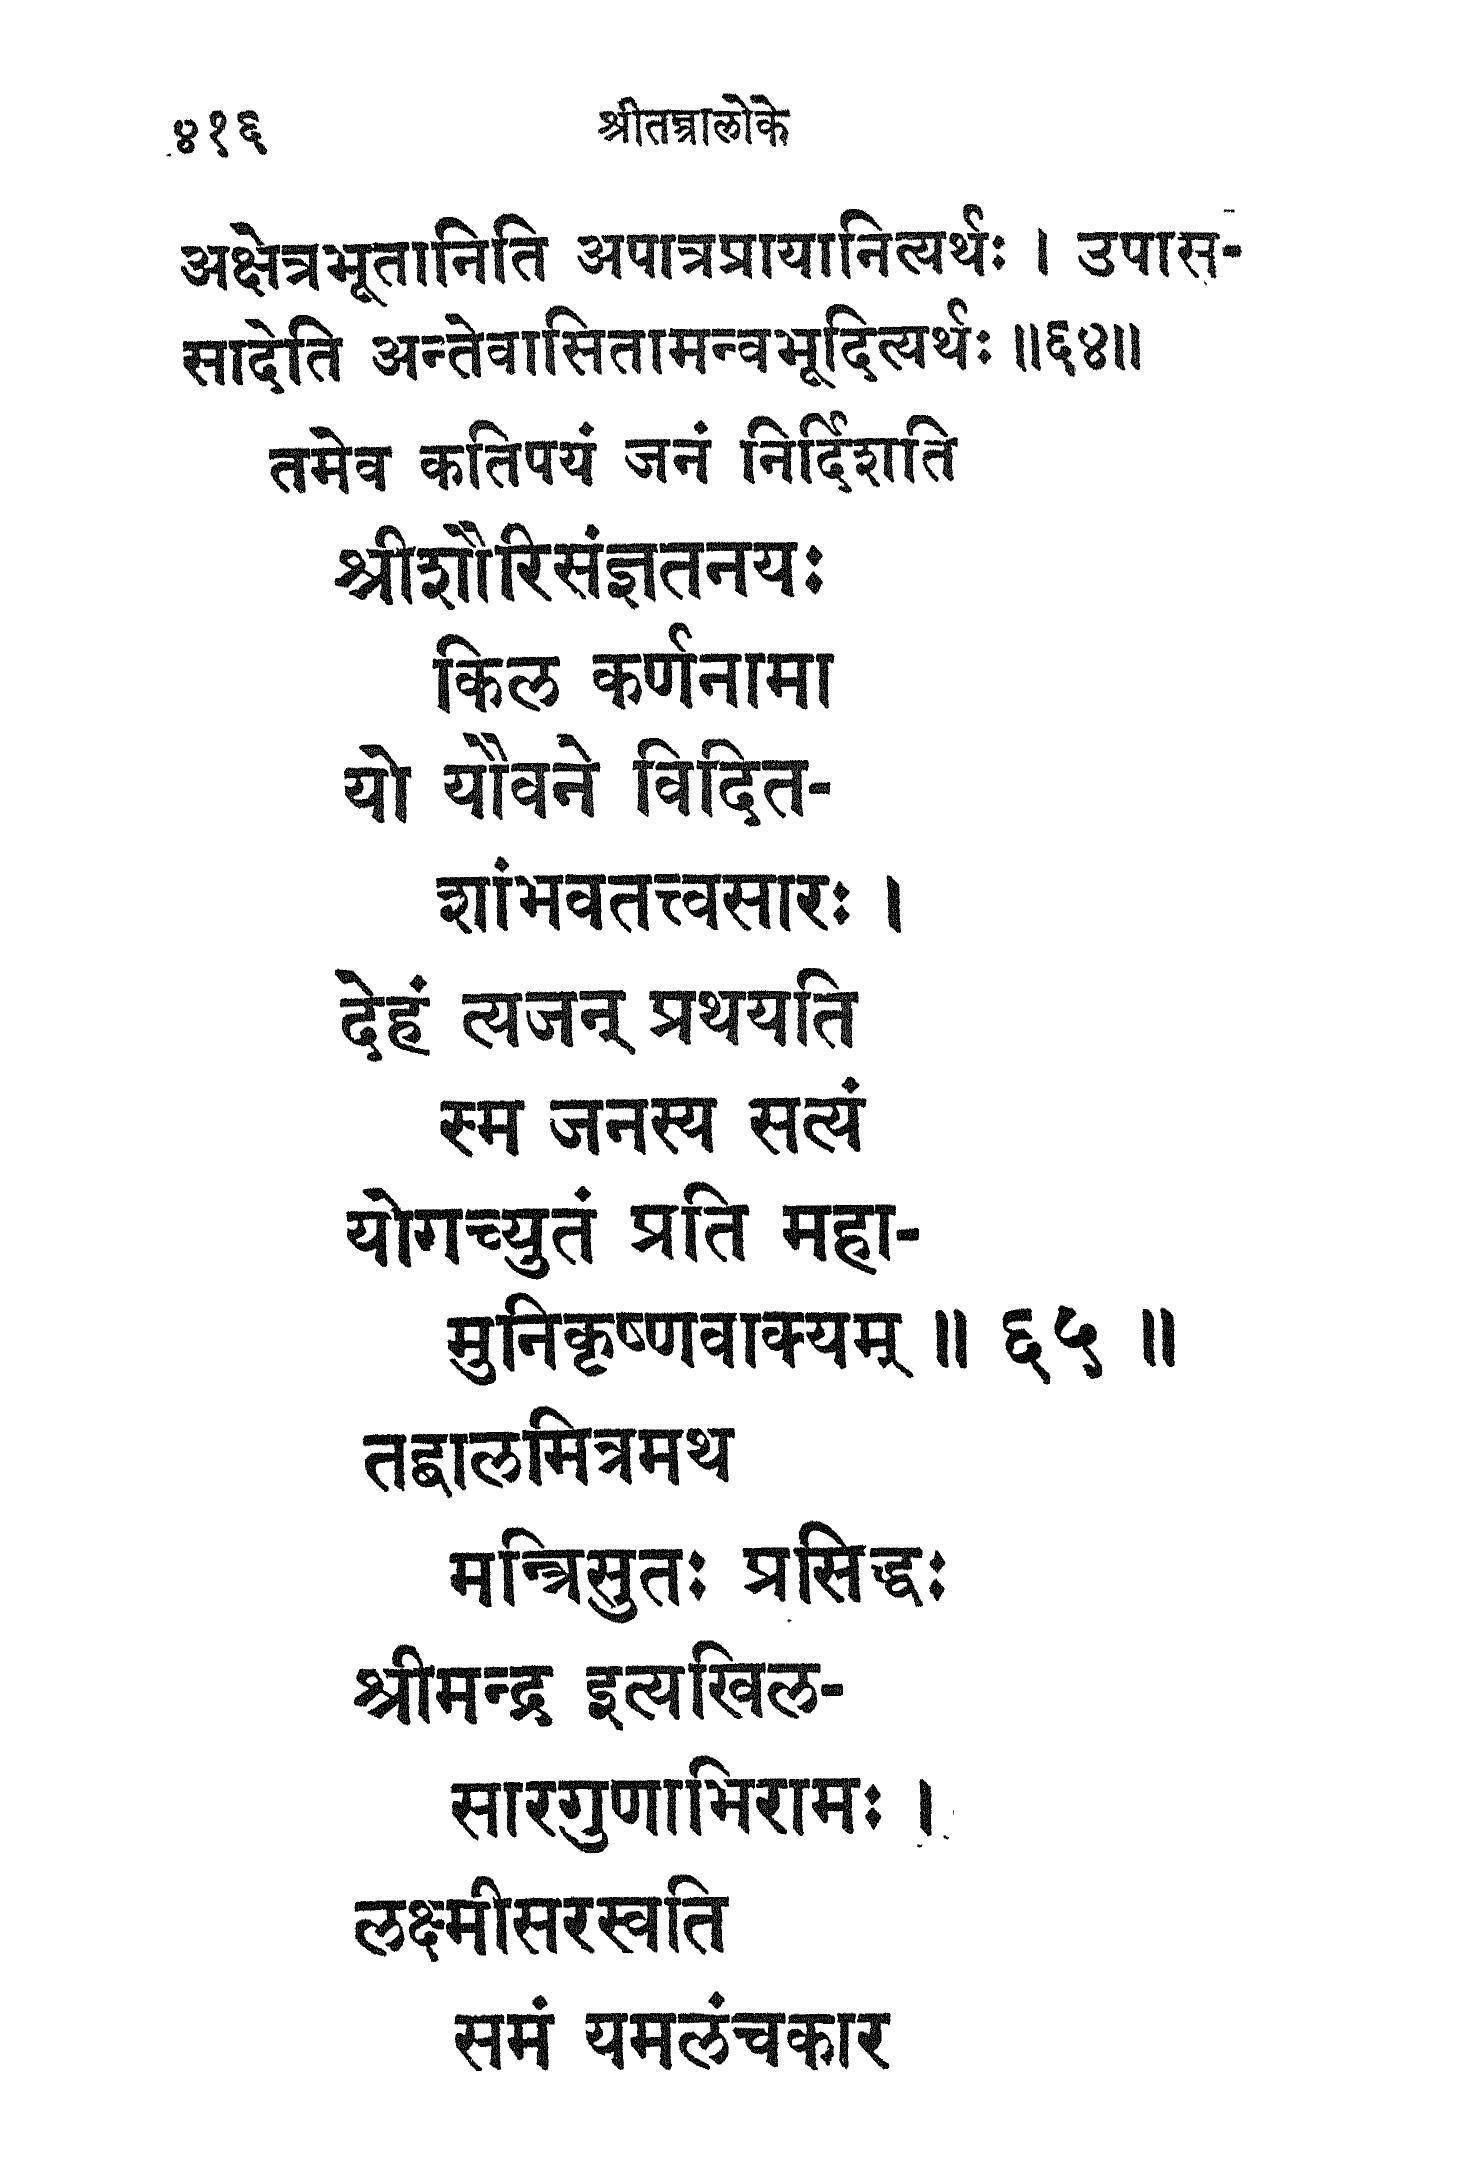 ४१६ श्रीतन्त्रालोके
अक्षेत्रभूतानिति अपात्रप्रायानित्यर्थः । उपास-
सादेति अन्तेवासितामन्वभूदित्यर्थः ॥६४॥
तमेव कतिपयं जनं निर्दिशति
श्रीशौरिसंज्ञतनयः
किल कर्णनामा
यो यौवने विदित-
शांभवतत्त्वसारः ।
देहं त्यजन् प्रथयति
स्म जनस्य सत्यं
योगच्युतं प्रति महा-
मुनिकृष्णवाक्यम् ॥ ६५ ॥
तद्बालमित्रमथ
मन्त्रिसुतः प्रसिद्धः
श्रीमन्द्र इत्यखिल-
सारगुणाभिरामः ।
लक्ष्मीसरस्वति
समं यमलंचकार